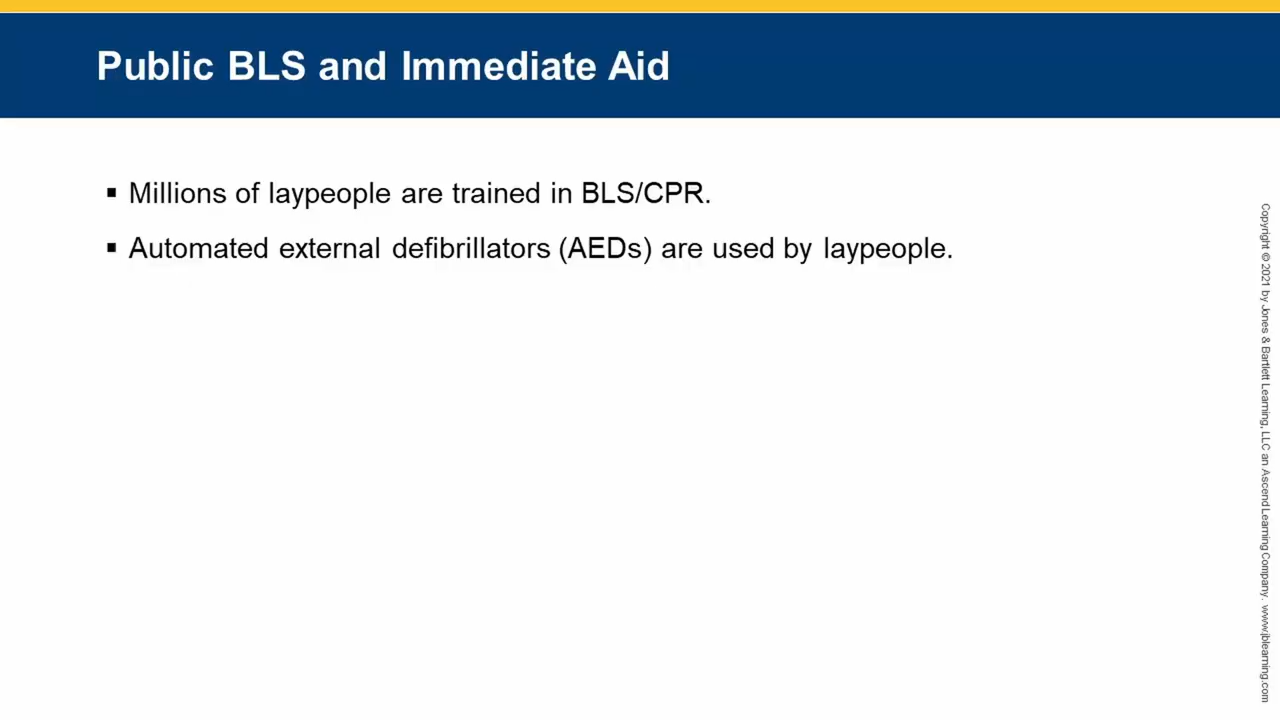 Public BLS and Immediate Aid
▪ Millions of laypeople are trained in BLS/CPR.
▪ Automated external defibrillators (AEDs) are used by laypeople.
Copyright © 2021 by Jones & Bartlett Learning, LLC an Ascend Learning Company. www.jblearning.com